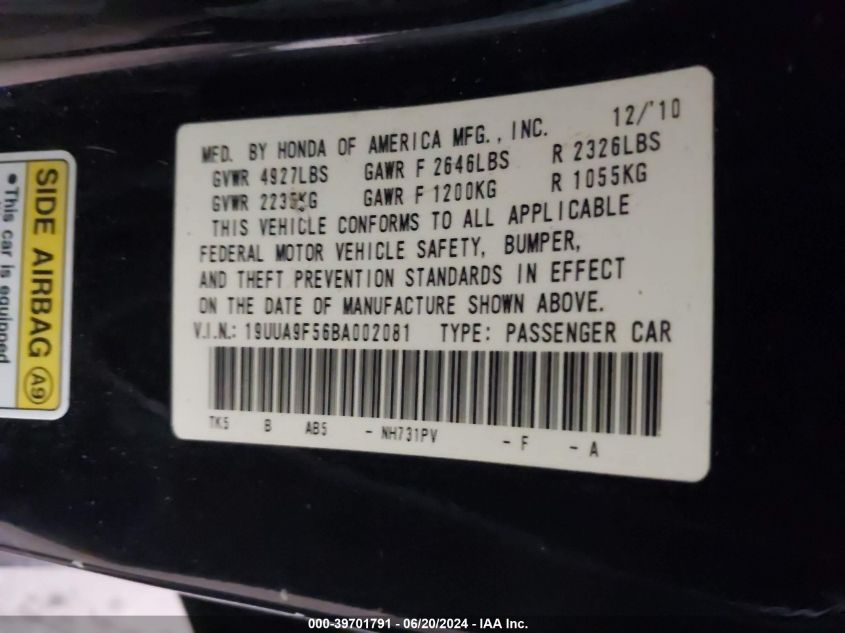 12/'10
MFD. BY HONDA OF AMERICA MFG., INC.
GVWR 4927LBS GAWR F 2646LBS R 2326LBS
GVWR 2235KG GAWR F 1200KG R 1055KG
THIS VEHICLE CONFORMS TO ALL APPLICABLE
FEDERAL MOTOR VEHICLE SAFETY, BUMPER,
AND THEFT PREVENTION STANDARDS IN EFFECT
ON THE DATE OF MANUFACTURE SHOWN ABOVE.
V.I.N.: 19UUA9F56BA002081 TYPE: PASSENGER CAR
TK5 B AB5 - NH731PV - F - A
SIDE AIRBAG A9
•This car is equipped
000-39701791 - 06/20/2024 - IAA Inc.